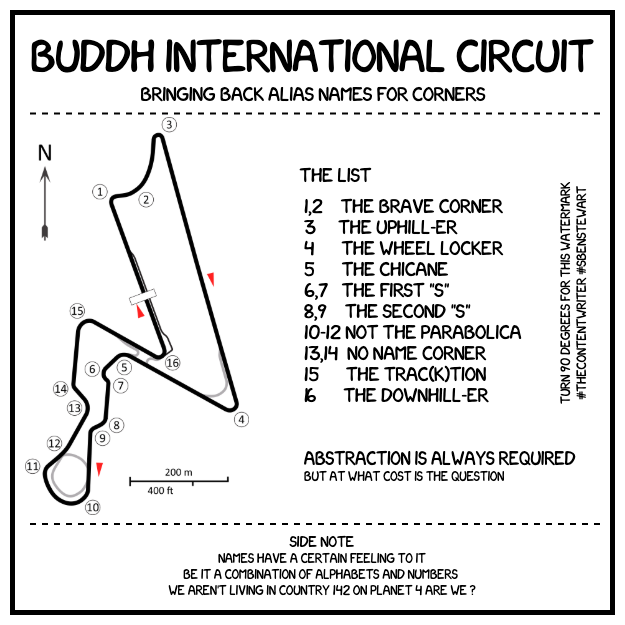 BUDDH INTERNATIONAL CIRCUIT
BRINGING BACK ALIAS NAMES FOR CORNERS
N
3
1
2
15
16
5
6
7
14
13
8
9
4
12
11
10
200 m
400 ft
THE LIST
1,2 THE BRAVE CORNER
3 THE UPHILL-ER
4 THE WHEEL LOCKER
5 THE CHICANE
6,7 THE FIRST "S"
8,9 THE SECOND "S"
10-12 NOT THE PARABOLICA
13,14 NO NAME CORNER
15 THE TRAC(K)TION
16 THE DOWNHILL-ER
TURN 90 DEGREES FOR THIS WATERMARK
#THECONTENTWRITER #SBENSTEWART
ABSTRACTION IS ALWAYS REQUIRED
BUT AT WHAT COST IS THE QUESTION
SIDE NOTE
NAMES HAVE A CERTAIN FEELING TO IT
BE IT A COMBINATION OF ALPHABETS AND NUMBERS
WE AREN'T LIVING IN COUNTRY 142 ON PLANET 4 ARE WE ?